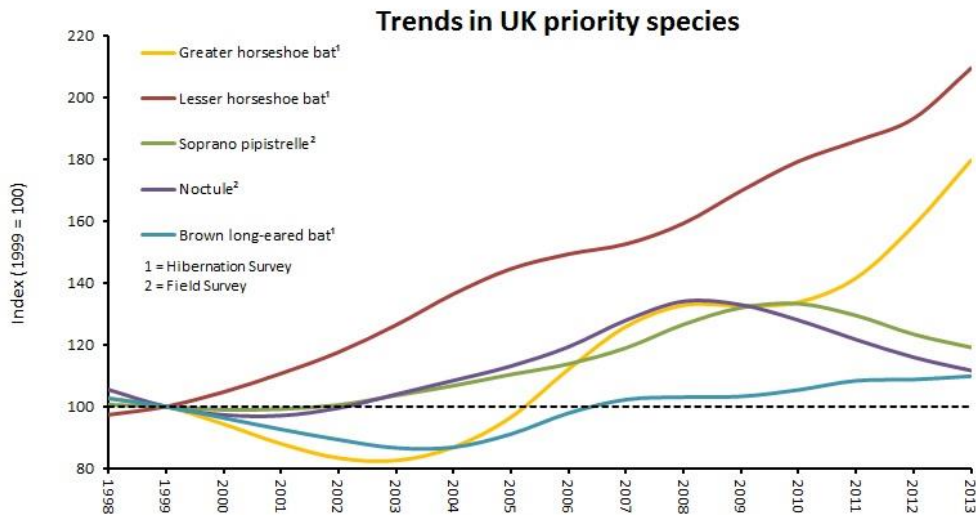 Trends in UK priority species
220
200
180
160
140
120
100
80
Index (1999 = 100)
Greater horseshoe bat¹
Lesser horseshoe bat¹
Soprano pipistrelle²
Noctule²
Brown long-eared bat¹
1 = Hibernation Survey
2 = Field Survey
1998
1999
2000
2001
2002
2003
2004
2005
2006
2007
2008
2009
2010
2011
2012
2013